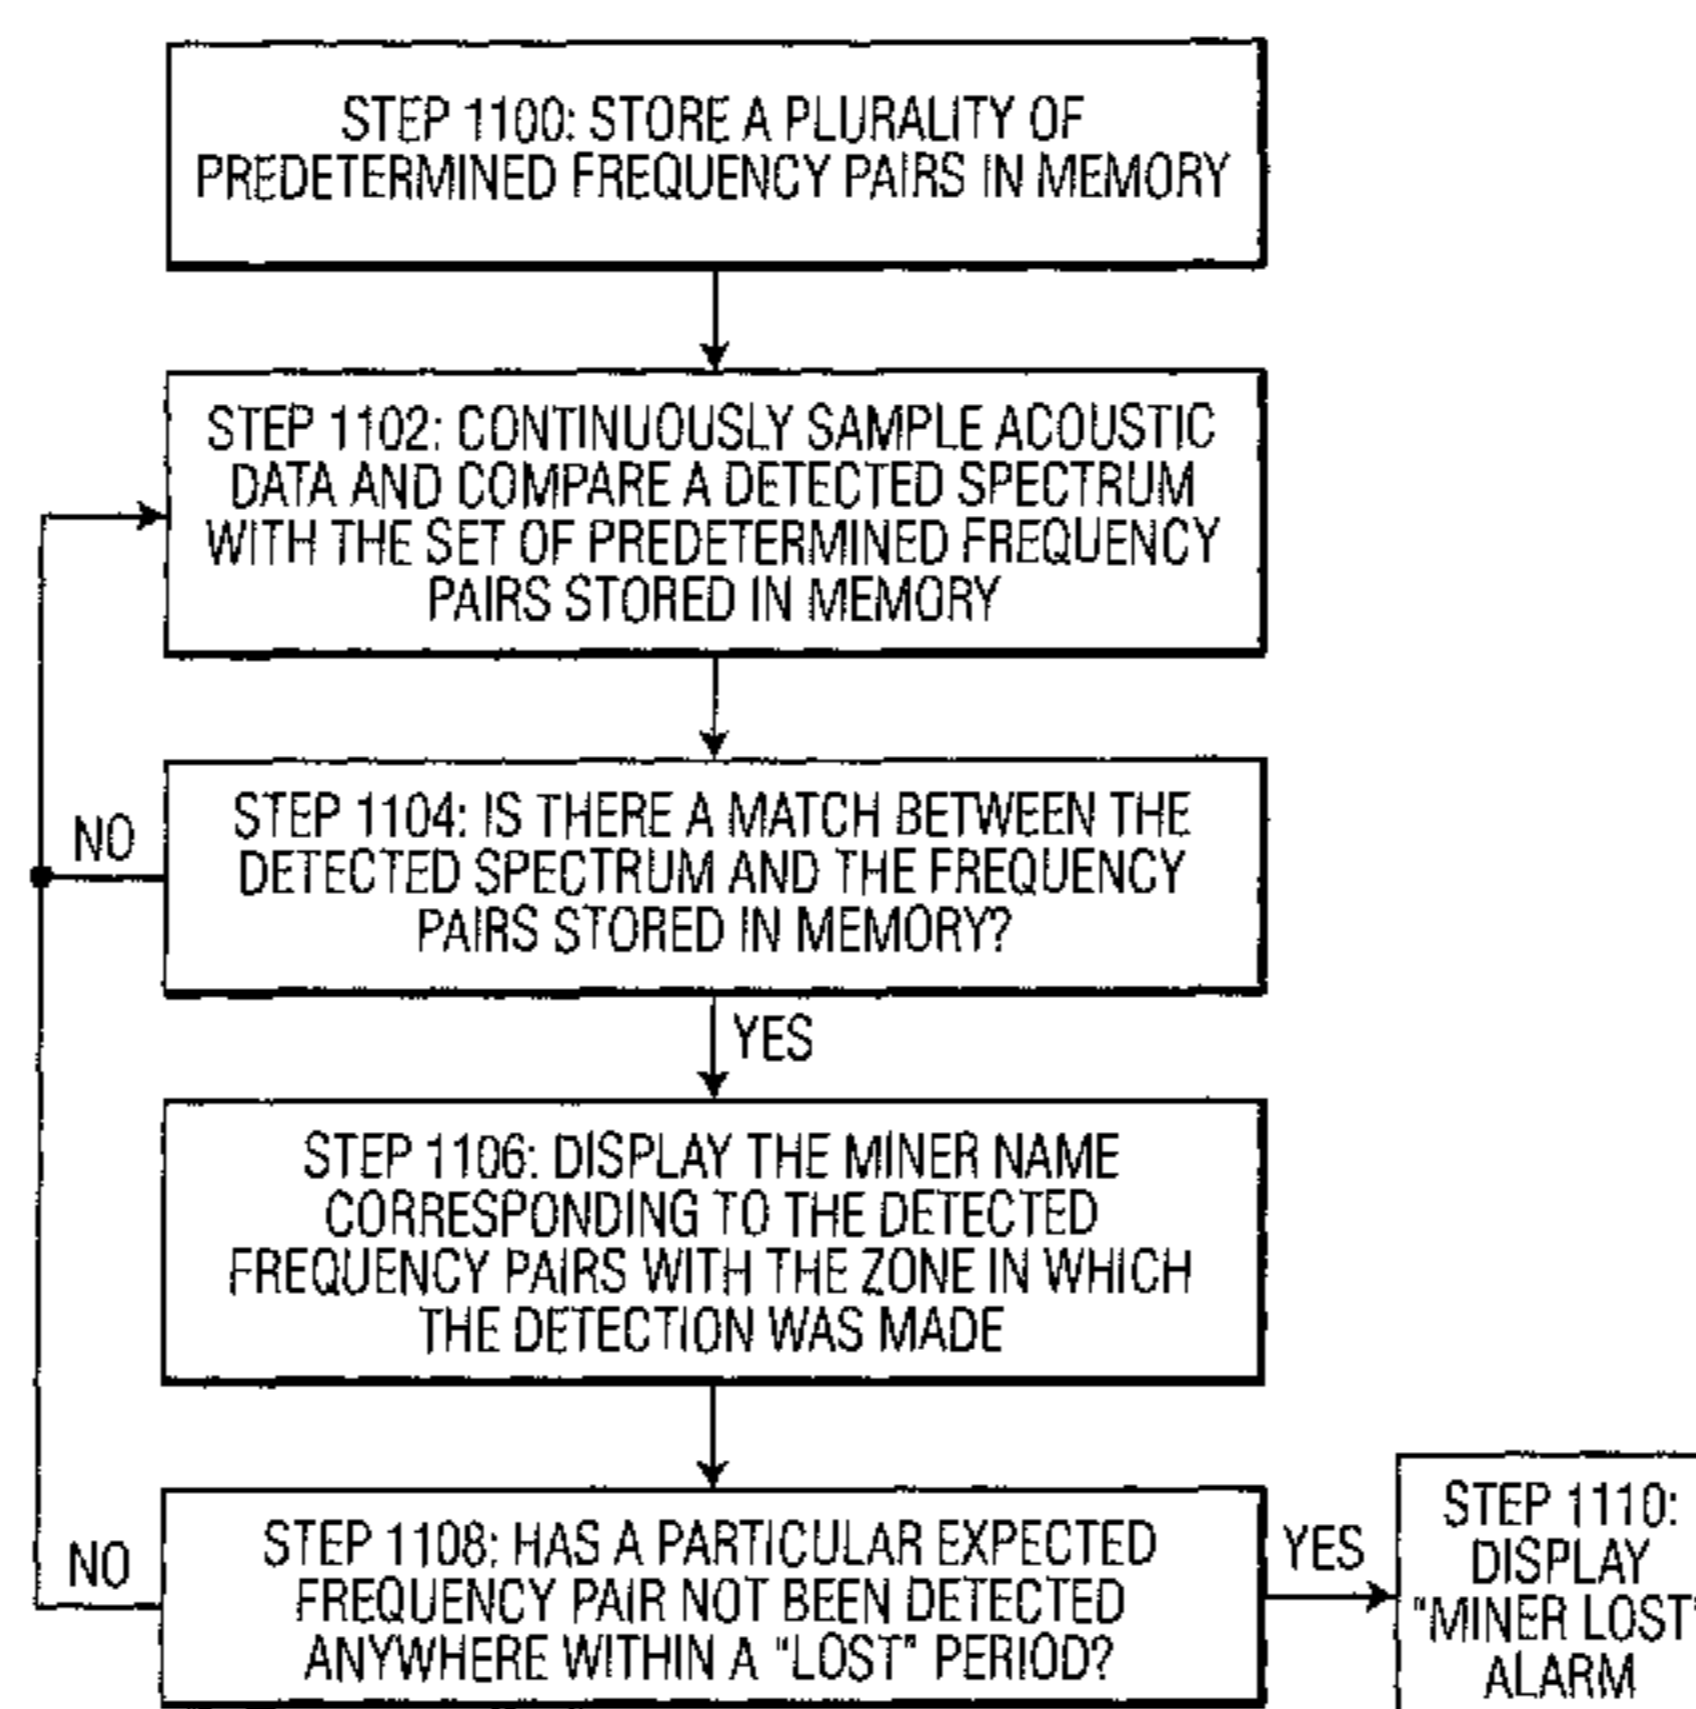 STEP 1100: STORE A PLURALITY OF
PREDETERMINED FREQUENCY PAIRS IN MEMORY
STEP 1102: CONTINUOUSLY SAMPLE ACOUSTIC
DATA AND COMPARE A DETECTED SPECTRUM
WITH THE SET OF PREDETERMINED FREQUENCY
PAIRS STORED IN MEMORY
STEP 1104: IS THERE A MATCH BETWEEN THE
DETECTED SPECTRUM AND THE FREQUENCY
PAIRS STORED IN MEMORY?
NO
YES
STEP 1106: DISPLAY THE MINER NAME
CORRESPONDING TO THE DETECTED
FREQUENCY PAIRS WITH THE ZONE IN WHICH
THE DETECTION WAS MADE
STEP 1108: HAS A PARTICULAR EXPECTED
FREQUENCY PAIR NOT BEEN DETECTED
ANYWHERE WITHIN A "LOST" PERIOD?
NO
YES
STEP 1110:
DISPLAY
"MINER LOST"
ALARM